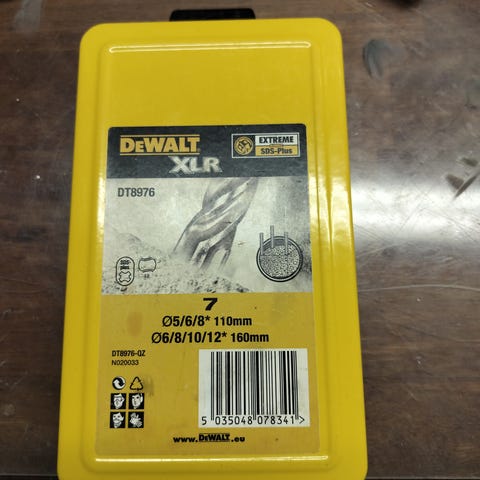 DEWALT
XLR
EXTREME
SDS-Plus
DT8976
7
Ø5/6/8* 110mm
Ø6/8/10/12* 160mm
DT8976-QZ
N020033
5 035048 078341 >
www.DEWALT.eu